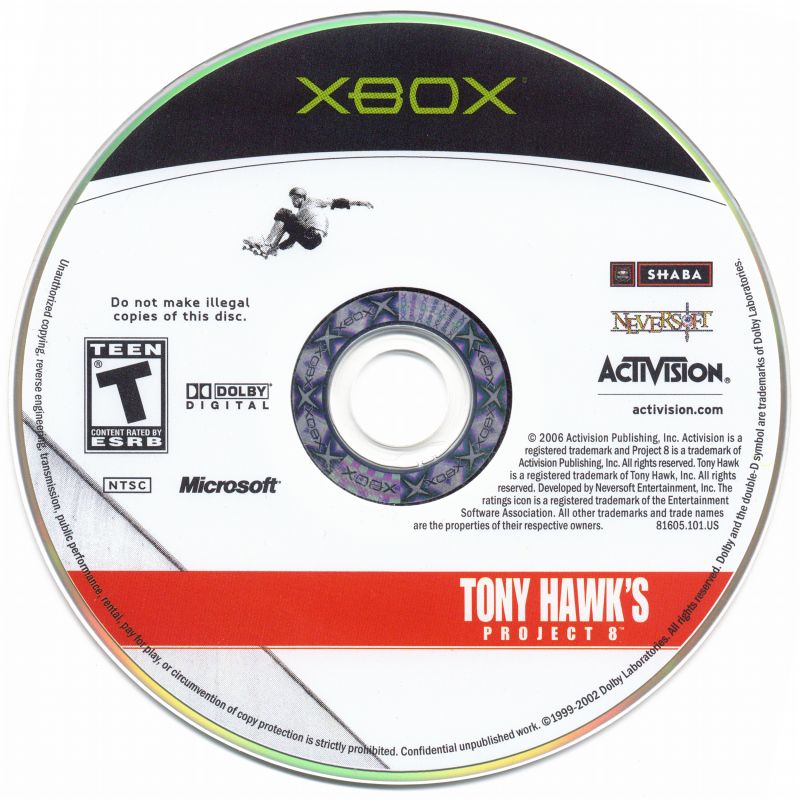 XBOX
Do not make illegal
copies of this disc.
TEEN
T
®
CONTENT RATED BY
ESRB
DOLBY
DIGITAL
NTSC
Microsoft®
XBOX
XBOX
XBOX
XBOX
SHABA
NEVERSOFT
ACTIVISION®
activision.com
© 2006 Activision Publishing, Inc. Activision is a
registered trademark and Project 8 is a trademark of
Activision Publishing, Inc. All rights reserved. Tony Hawk
is a registered trademark of Tony Hawk, Inc. All rights
reserved. Developed by Neversoft Entertainment, Inc. The
ratings icon is a registered trademark of the Entertainment
Software Association. All other trademarks and trade names
are the properties of their respective owners. 81605.101.US
TONY HAWK'S
PROJECT 8™
Unauthorized copying, reverse engineering, transmission, public performance, rental, pay for play, or circumvention of copy protection is strictly prohibited. Confidential unpublished work. ©1999-2002 Dolby Laboratories. All rights reserved. Dolby and the double-D symbol are trademarks of Dolby Laboratories.